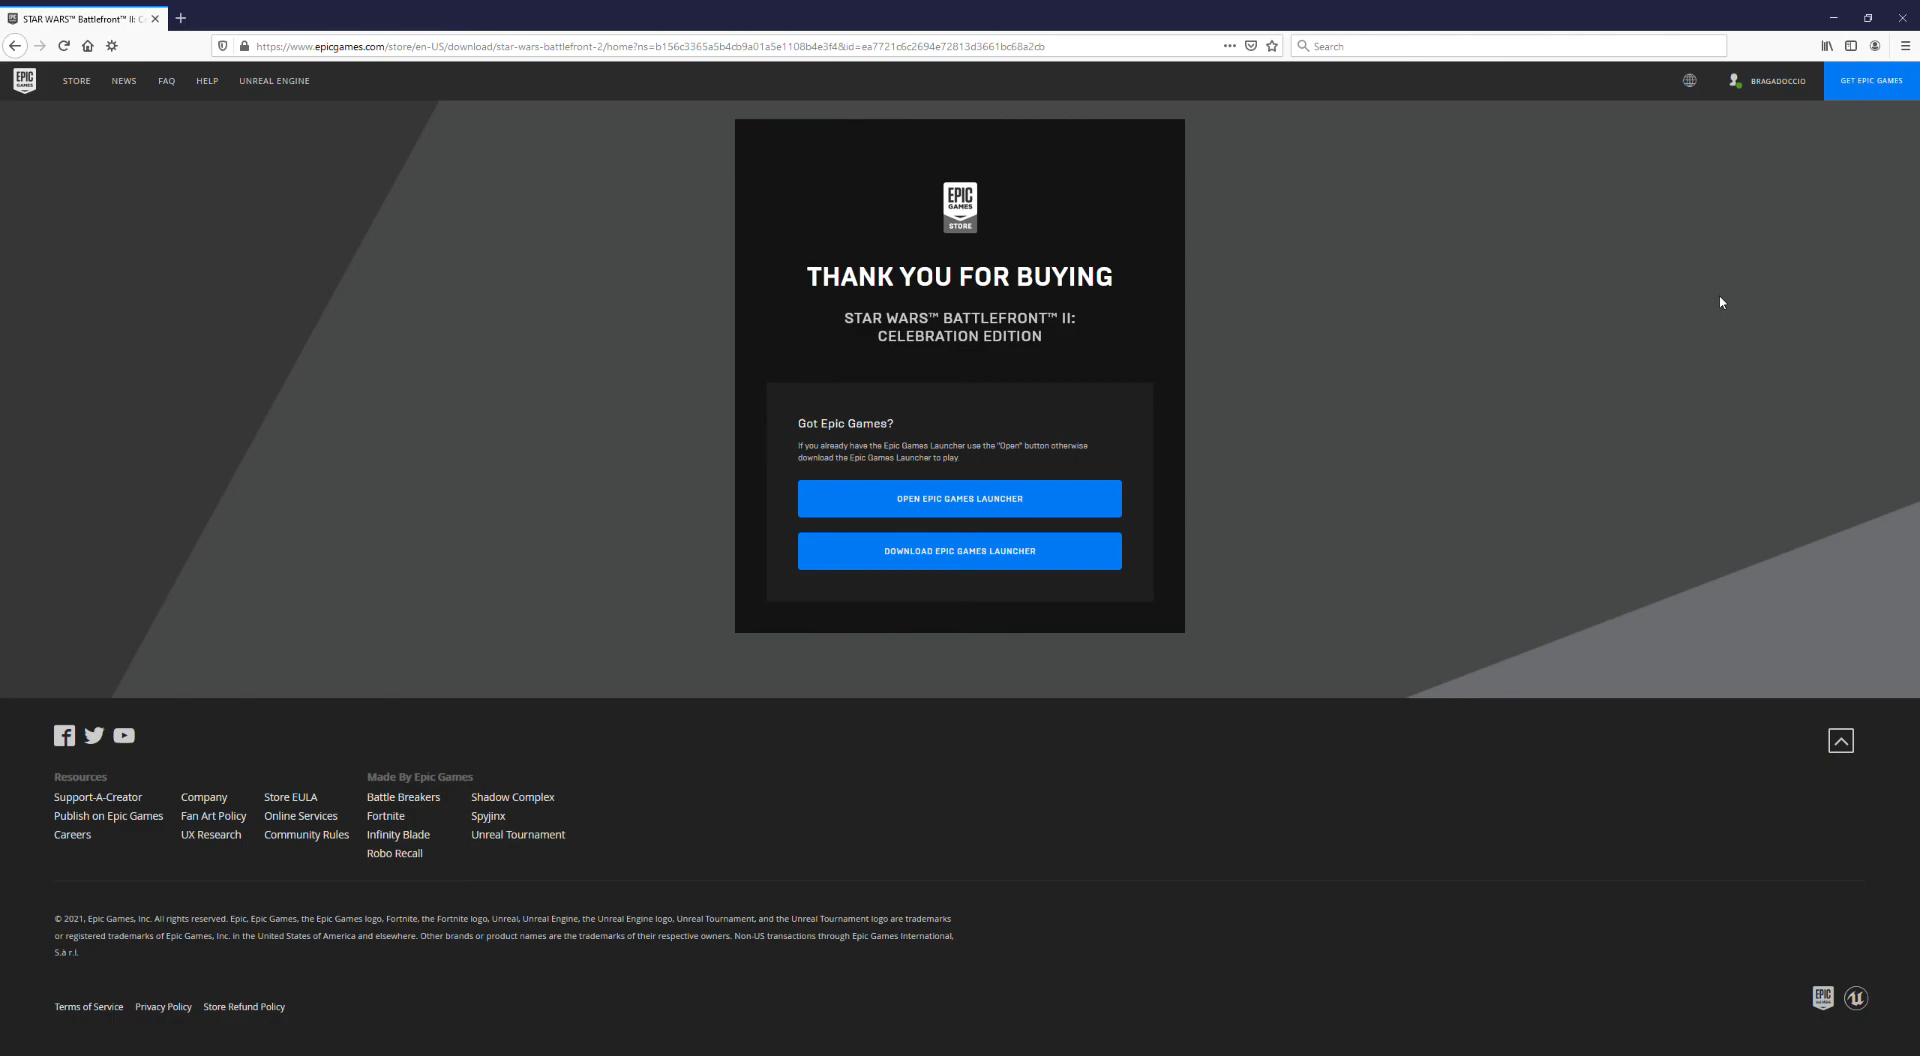 STAR WARS™ Battlefront™ II: C
https://www.epicgames.com/store/en-US/download/star-wars-battlefront-2/home?ns=b156c3365a5b4cb9a01a5e1108b4e3f4&id=ea7721c6c2694e72813d3661bc68a2cb
Search
EPIC GAMES
STORE NEWS FAQ HELP UNREAL ENGINE
BRAGADOCCIO
GET EPIC GAMES
EPIC
GAMES
STORE
THANK YOU FOR BUYING
STAR WARS™ BATTLEFRONT™ II:
CELEBRATION EDITION
Got Epic Games?
If you already have the Epic Games Launcher use the "Open" button otherwise
download the Epic Games Launcher to play.
OPEN EPIC GAMES LAUNCHER
DOWNLOAD EPIC GAMES LAUNCHER
Resources Made By Epic Games
Support-A-Creator Company Store EULA Battle Breakers Shadow Complex
Publish on Epic Games Fan Art Policy Online Services Fortnite Spyjinx
Careers UX Research Community Rules Infinity Blade Unreal Tournament
Robo Recall
© 2021, Epic Games, Inc. All rights reserved. Epic, Epic Games, the Epic Games logo, Fortnite, the Fortnite logo, Unreal, Unreal Engine, the Unreal Engine logo, Unreal Tournament, and the Unreal Tournament logo are trademarks
or registered trademarks of Epic Games, Inc. in the United States of America and elsewhere. Other brands or product names are the trademarks of their respective owners. Non-US transactions through Epic Games International,
S.à r.l.
Terms of Service Privacy Policy Store Refund Policy
EPIC GAMES